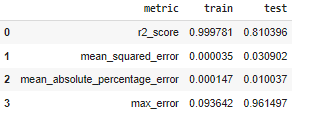 metric train test
0 r2_score 0.999781 0.810396
1 mean_squared_error 0.000035 0.030902
2 mean_absolute_percentage_error 0.000147 0.010037
3 max_error 0.093642 0.961497